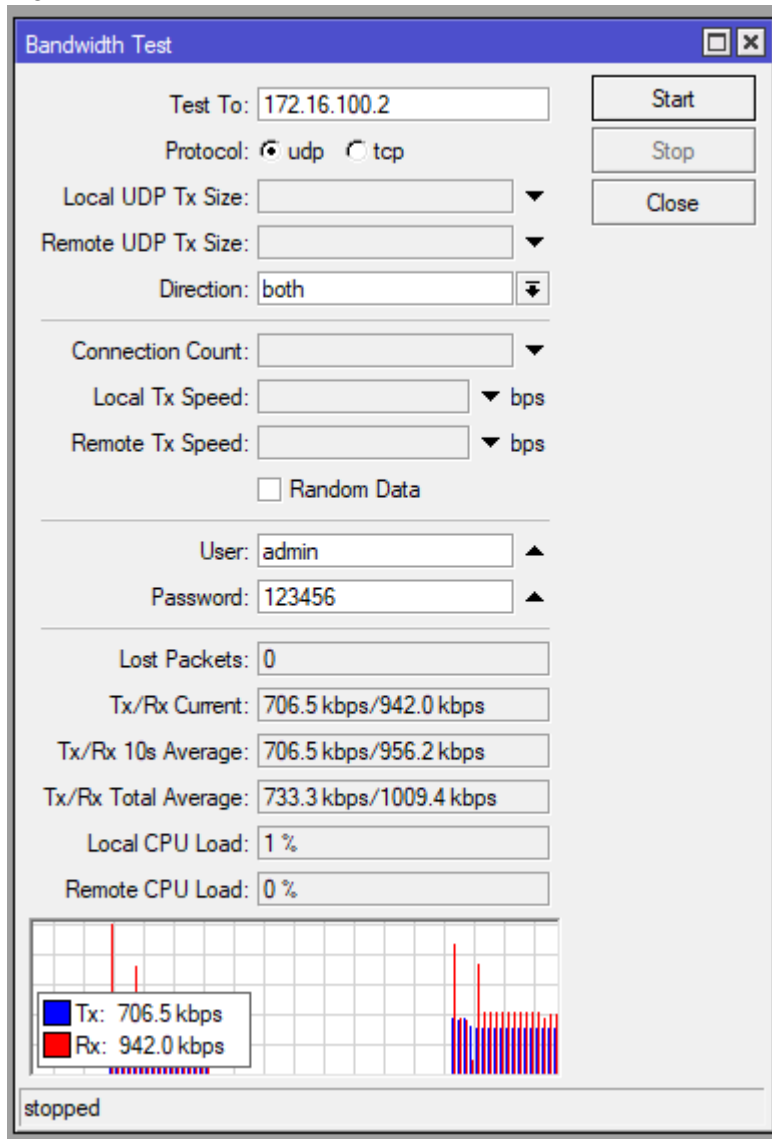 Bandwidth Test
Test To: 172.16.100.2
Start
Protocol: udp tcp
Stop
Local UDP Tx Size:
Close
Remote UDP Tx Size:
Direction: both
Connection Count:
Local Tx Speed: bps
Remote Tx Speed: bps
Random Data
User: admin
Password: 123456
Lost Packets: 0
Tx/Rx Current: 706.5 kbps/942.0 kbps
Tx/Rx 10s Average: 706.5 kbps/956.2 kbps
Tx/Rx Total Average: 733.3 kbps/1009.4 kbps
Local CPU Load: 1 %
Remote CPU Load: 0 %
Tx: 706.5 kbps
Rx: 942.0 kbps
stopped